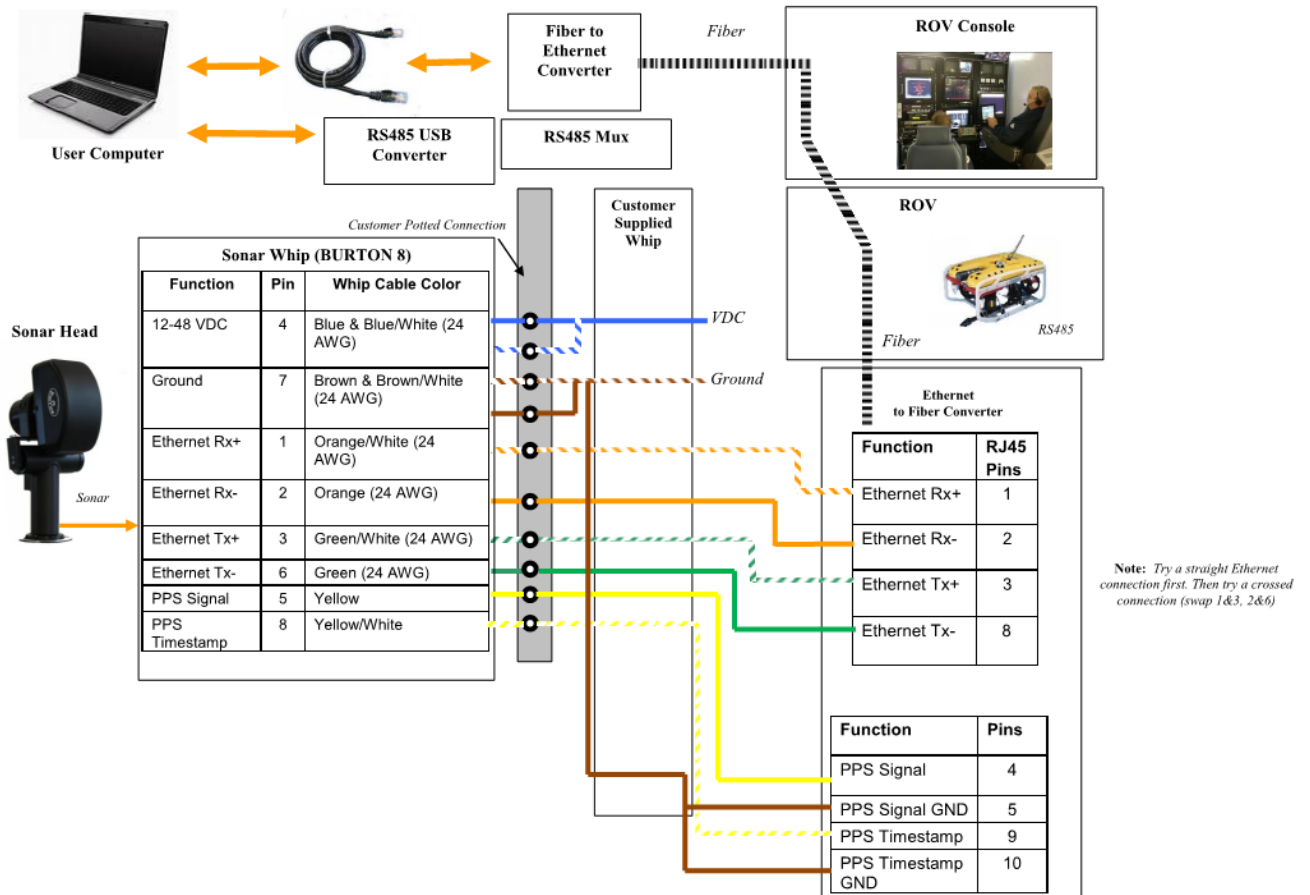 Fiber to
Ethernet
Converter
Fiber
ROV Console
User Computer
RS485 USB
Converter
RS485 Mux
Customer Potted Connection
Customer
Supplied
Whip
ROV
RS485
Fiber
Sonar Whip (BURTON 8)
Function Pin Whip Cable Color
12-48 VDC 4 Blue & Blue/White (24
AWG)
Ground 7 Brown & Brown/White
(24 AWG)
Ethernet Rx+ 1 Orange/White (24
AWG)
Ethernet Rx- 2 Orange (24 AWG)
Ethernet Tx+ 3 Green/White (24 AWG)
Ethernet Tx- 6 Green (24 AWG)
PPS Signal 5 Yellow
PPS 8 Yellow/White
Timestamp
VDC
Ground
Sonar Head
Sonar
Ethernet
to Fiber Converter
Function RJ45
Pins
Ethernet Rx+ 1
Ethernet Rx- 2
Ethernet Tx+ 3
Ethernet Tx- 8
Note: Try a straight Ethernet
connection first. Then try a crossed
connection (swap 1&3, 2&6)
Function Pins
PPS Signal 4
PPS Signal GND 5
PPS Timestamp 9
PPS Timestamp 10
GND